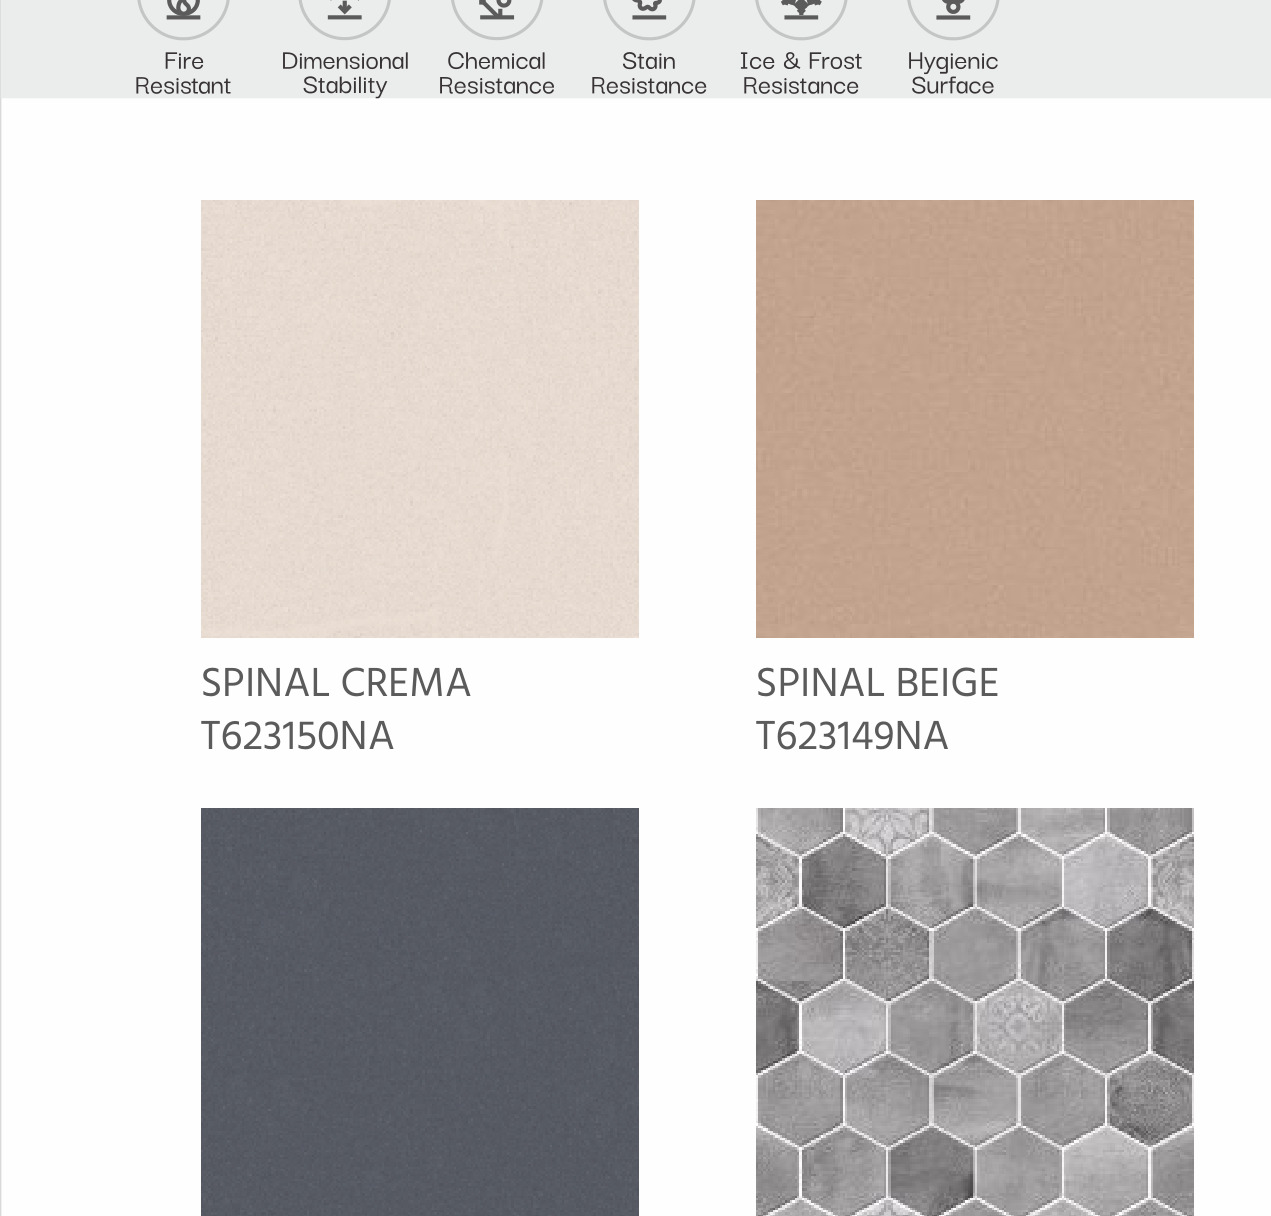 Fire
Resistant
Dimensional
Stability
Chemical
Resistance
Stain
Resistance
Ice & Frost
Resistance
Hygienic
Surface
SPINAL CREMA
T623150NA
SPINAL BEIGE
T623149NA